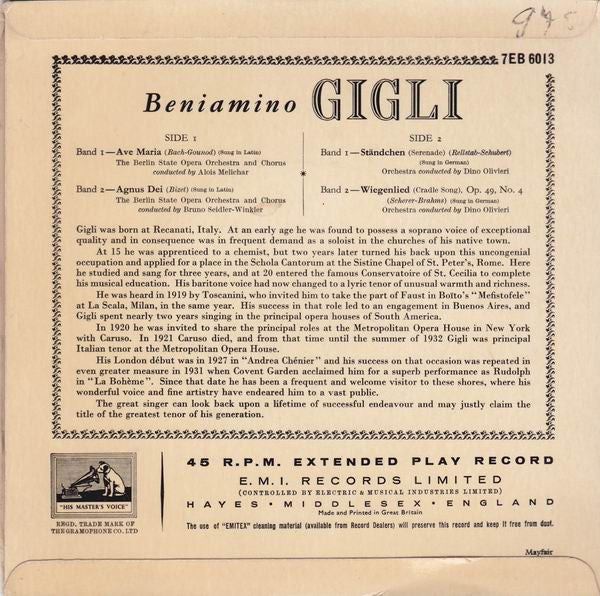 975
7EB 6013
Beniamino GIGLI
SIDE 1
Band 1—Ave Maria (Bach-Gounod) (Sung in Latin)
The Berlin State Opera Orchestra and Chorus
conducted by Alois Melichar
Band 2—Agnus Dei (Bizet) (Sung in Latin)
The Berlin State Opera Orchestra and Chorus
conducted by Bruno Seidler-Winkler
SIDE 2
Band 1—Ständchen (Serenade) (Rellstab-Schubert)
(Sung in German)
Orchestra conducted by Dino Olivieri
Band 2—Wiegenlied (Cradle Song), Op. 49, No. 4
(Scherer-Brahms) (Sung in German)
Orchestra conducted by Dino Olivieri
Gigli was born at Recanati, Italy. At an early age he was found to possess a soprano voice of exceptional
quality and in consequence was in frequent demand as a soloist in the churches of his native town.
At 15 he was apprenticed to a chemist, but two years later turned his back upon this uncongenial
occupation and applied for a place in the Schola Cantorum at the Sistine Chapel of St. Peter's, Rome. Here
he studied and sang for three years, and at 20 entered the famous Conservatoire of St. Cecilia to complete
his musical education. His baritone voice had now changed to a lyric tenor of unusual warmth and richness.
He was heard in 1919 by Toscanini, who invited him to take the part of Faust in Boïto's "Mefistofele"
at La Scala, Milan, in the same year. His success in that role led to an engagement in Buenos Aires, and
Gigli spent nearly two years singing in the principal opera houses of South America.
In 1920 he was invited to share the principal roles at the Metropolitan Opera House in New York
with Caruso. In 1921 Caruso died, and from that time until the summer of 1932 Gigli was principal
Italian tenor at the Metropolitan Opera House.
His London début was in 1927 in "Andrea Chénier" and his success on that occasion was repeated in
even greater measure in 1931 when Covent Garden acclaimed him for a superb performance as Rudolph
in "La Bohème". Since that date he has been a frequent and welcome visitor to these shores, where his
wonderful voice and fine artistry have endeared him to a vast public.
The great singer can look back upon a lifetime of successful endeavour and may justly claim the
title of the greatest tenor of his generation.
"HIS MASTER'S VOICE"
REGD. TRADE MARK OF
THE GRAMOPHONE CO. LTD
45 R.P.M. EXTENDED PLAY RECORD
E.M.I. RECORDS LIMITED
(CONTROLLED BY ELECTRIC & MUSICAL INDUSTRIES LIMITED)
HAYES · MIDDLESEX · ENGLAND
Made and Printed in Great Britain
The use of "EMITEX" cleaning material (available from Record Dealers) will preserve this record and keep it free from dust.
Mayfair